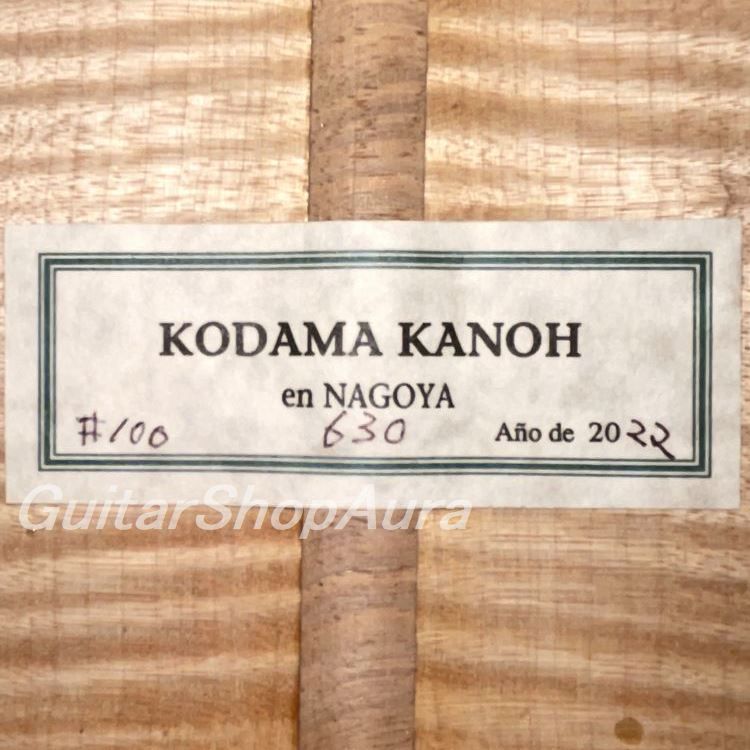 KODAMA KANOH
en NAGOYA
#100 630 Año de 2022
GuitarShopAura